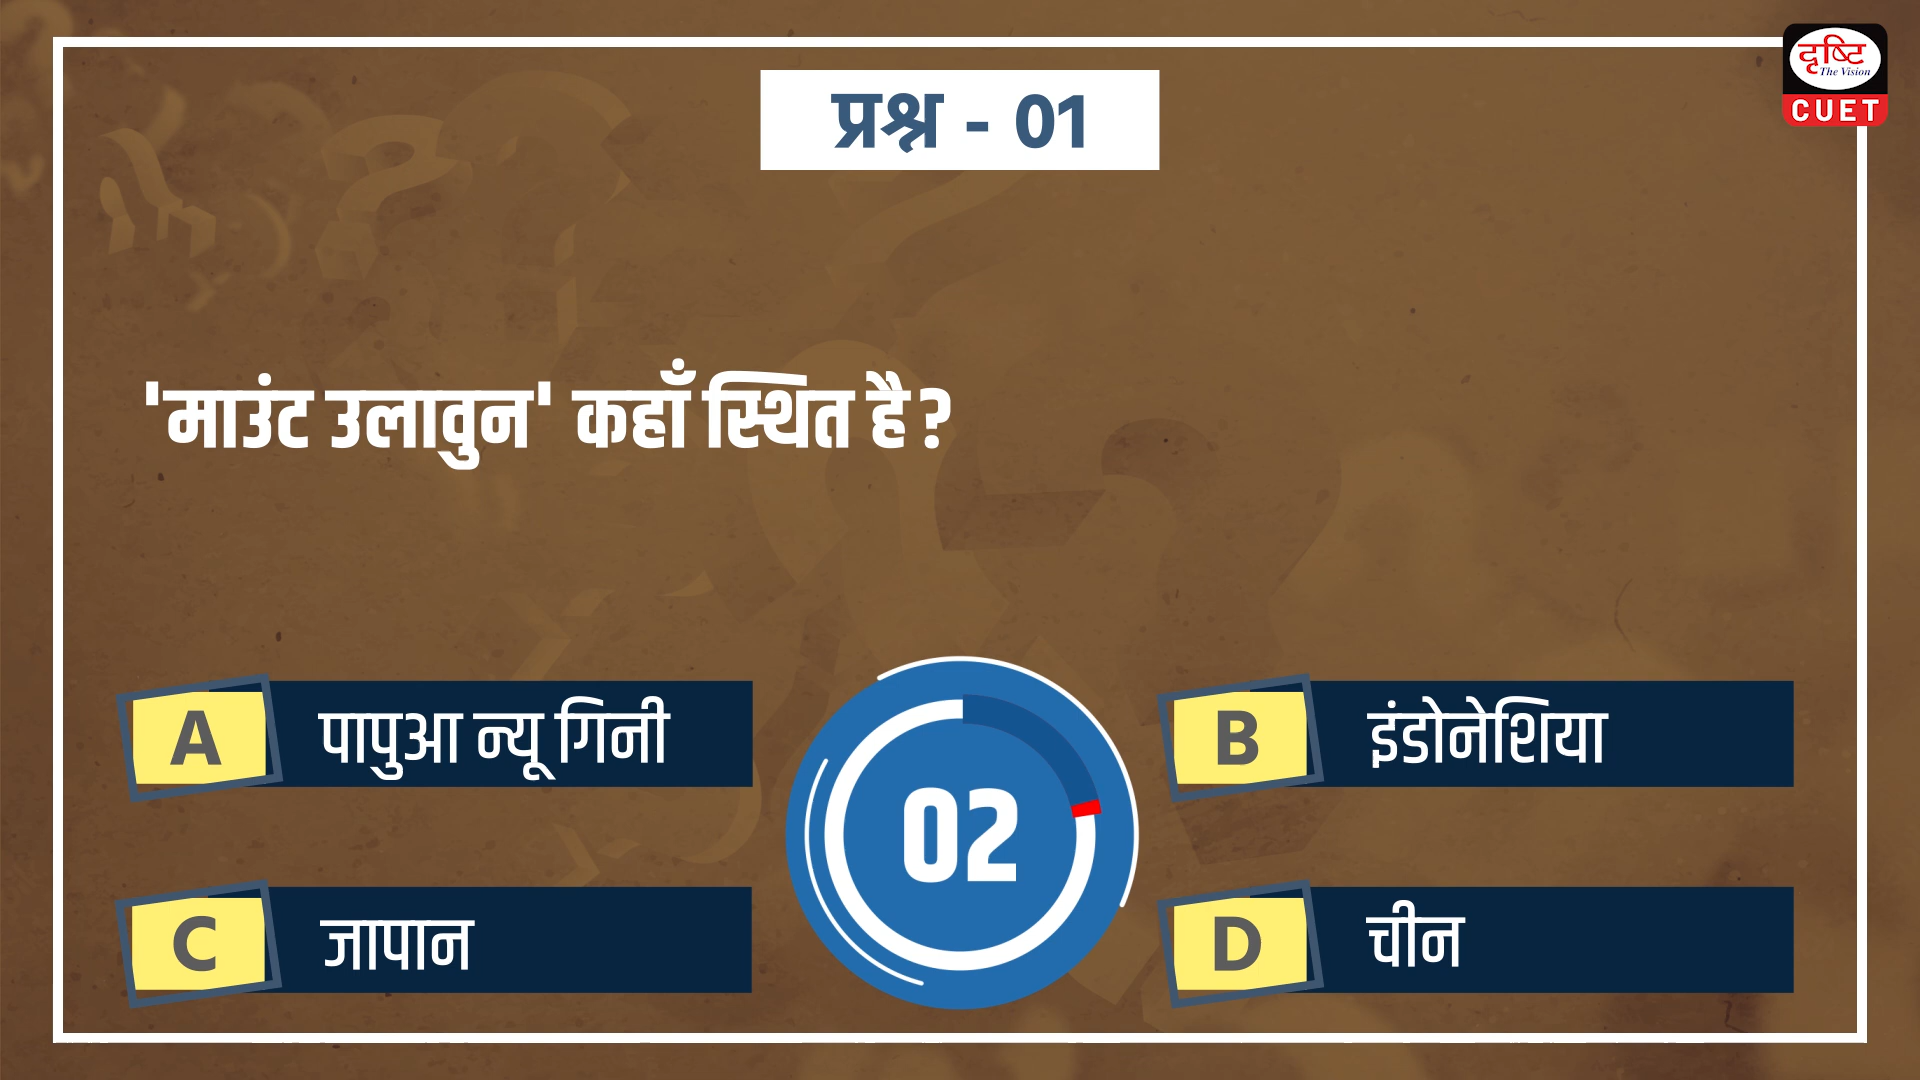 दृष्टि
The Vision
CUET
प्रश्न - 01
'माउंट उलावुन' कहाँ स्थित है?
A पापुआ न्यू गिनी
B इंडोनेशिया
02
C जापान
D चीन